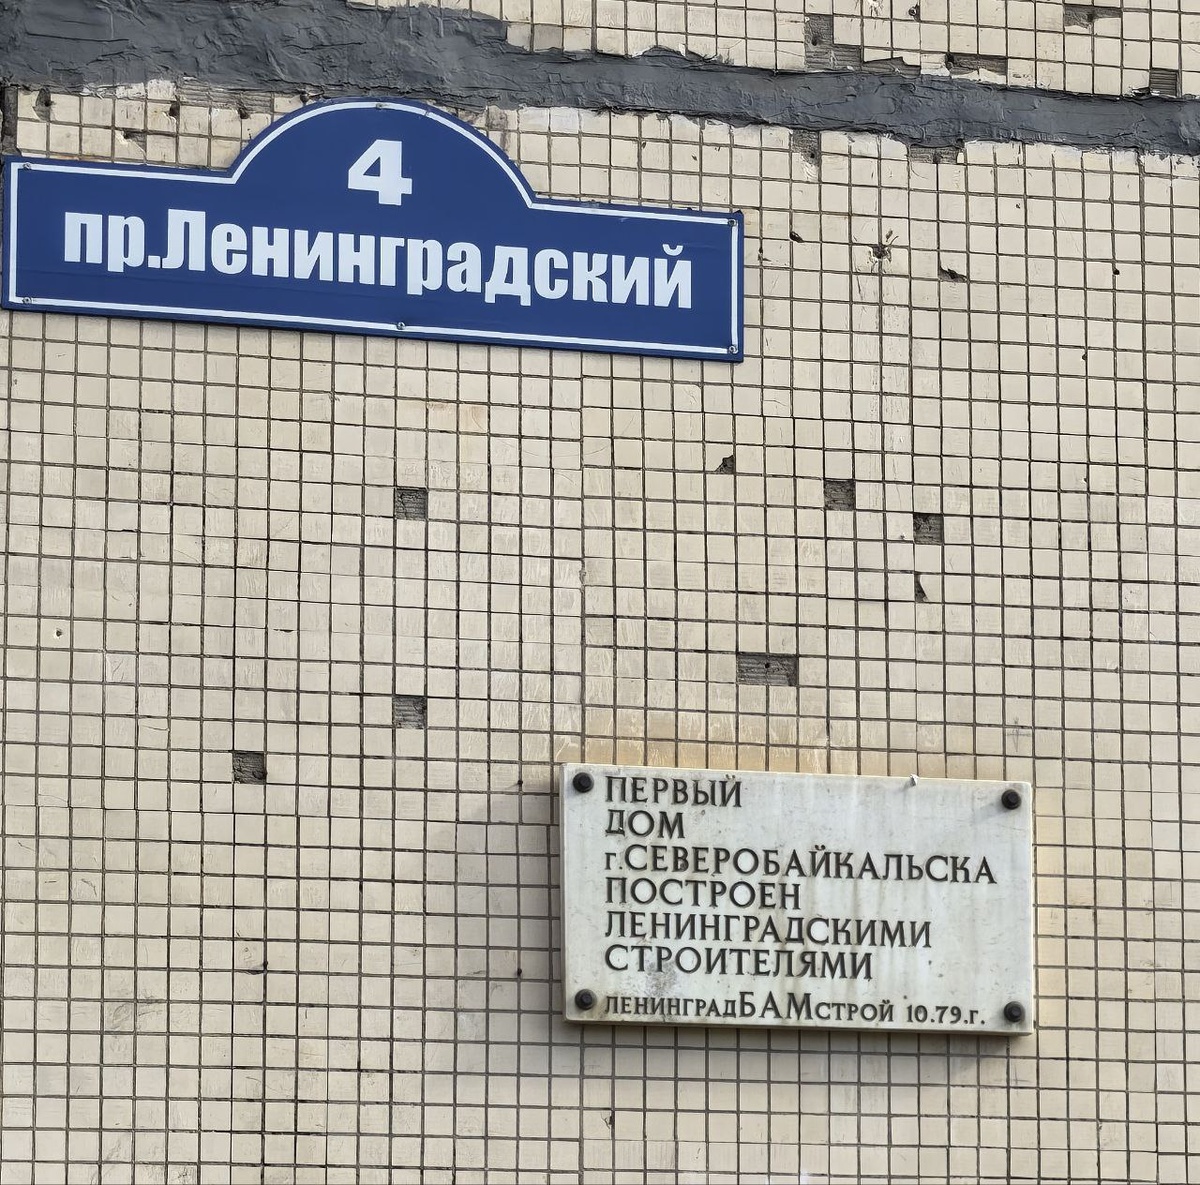 4
пр.Ленинградский
ПЕРВЫЙ
ДОМ
г.СЕВЕРОБАЙКАЛЬСКА
ПОСТРОЕН
ЛЕНИНГРАДСКИМИ
СТРОИТЕЛЯМИ
ЛЕНИНГРАДБАМСТРОЙ 10.79.г.